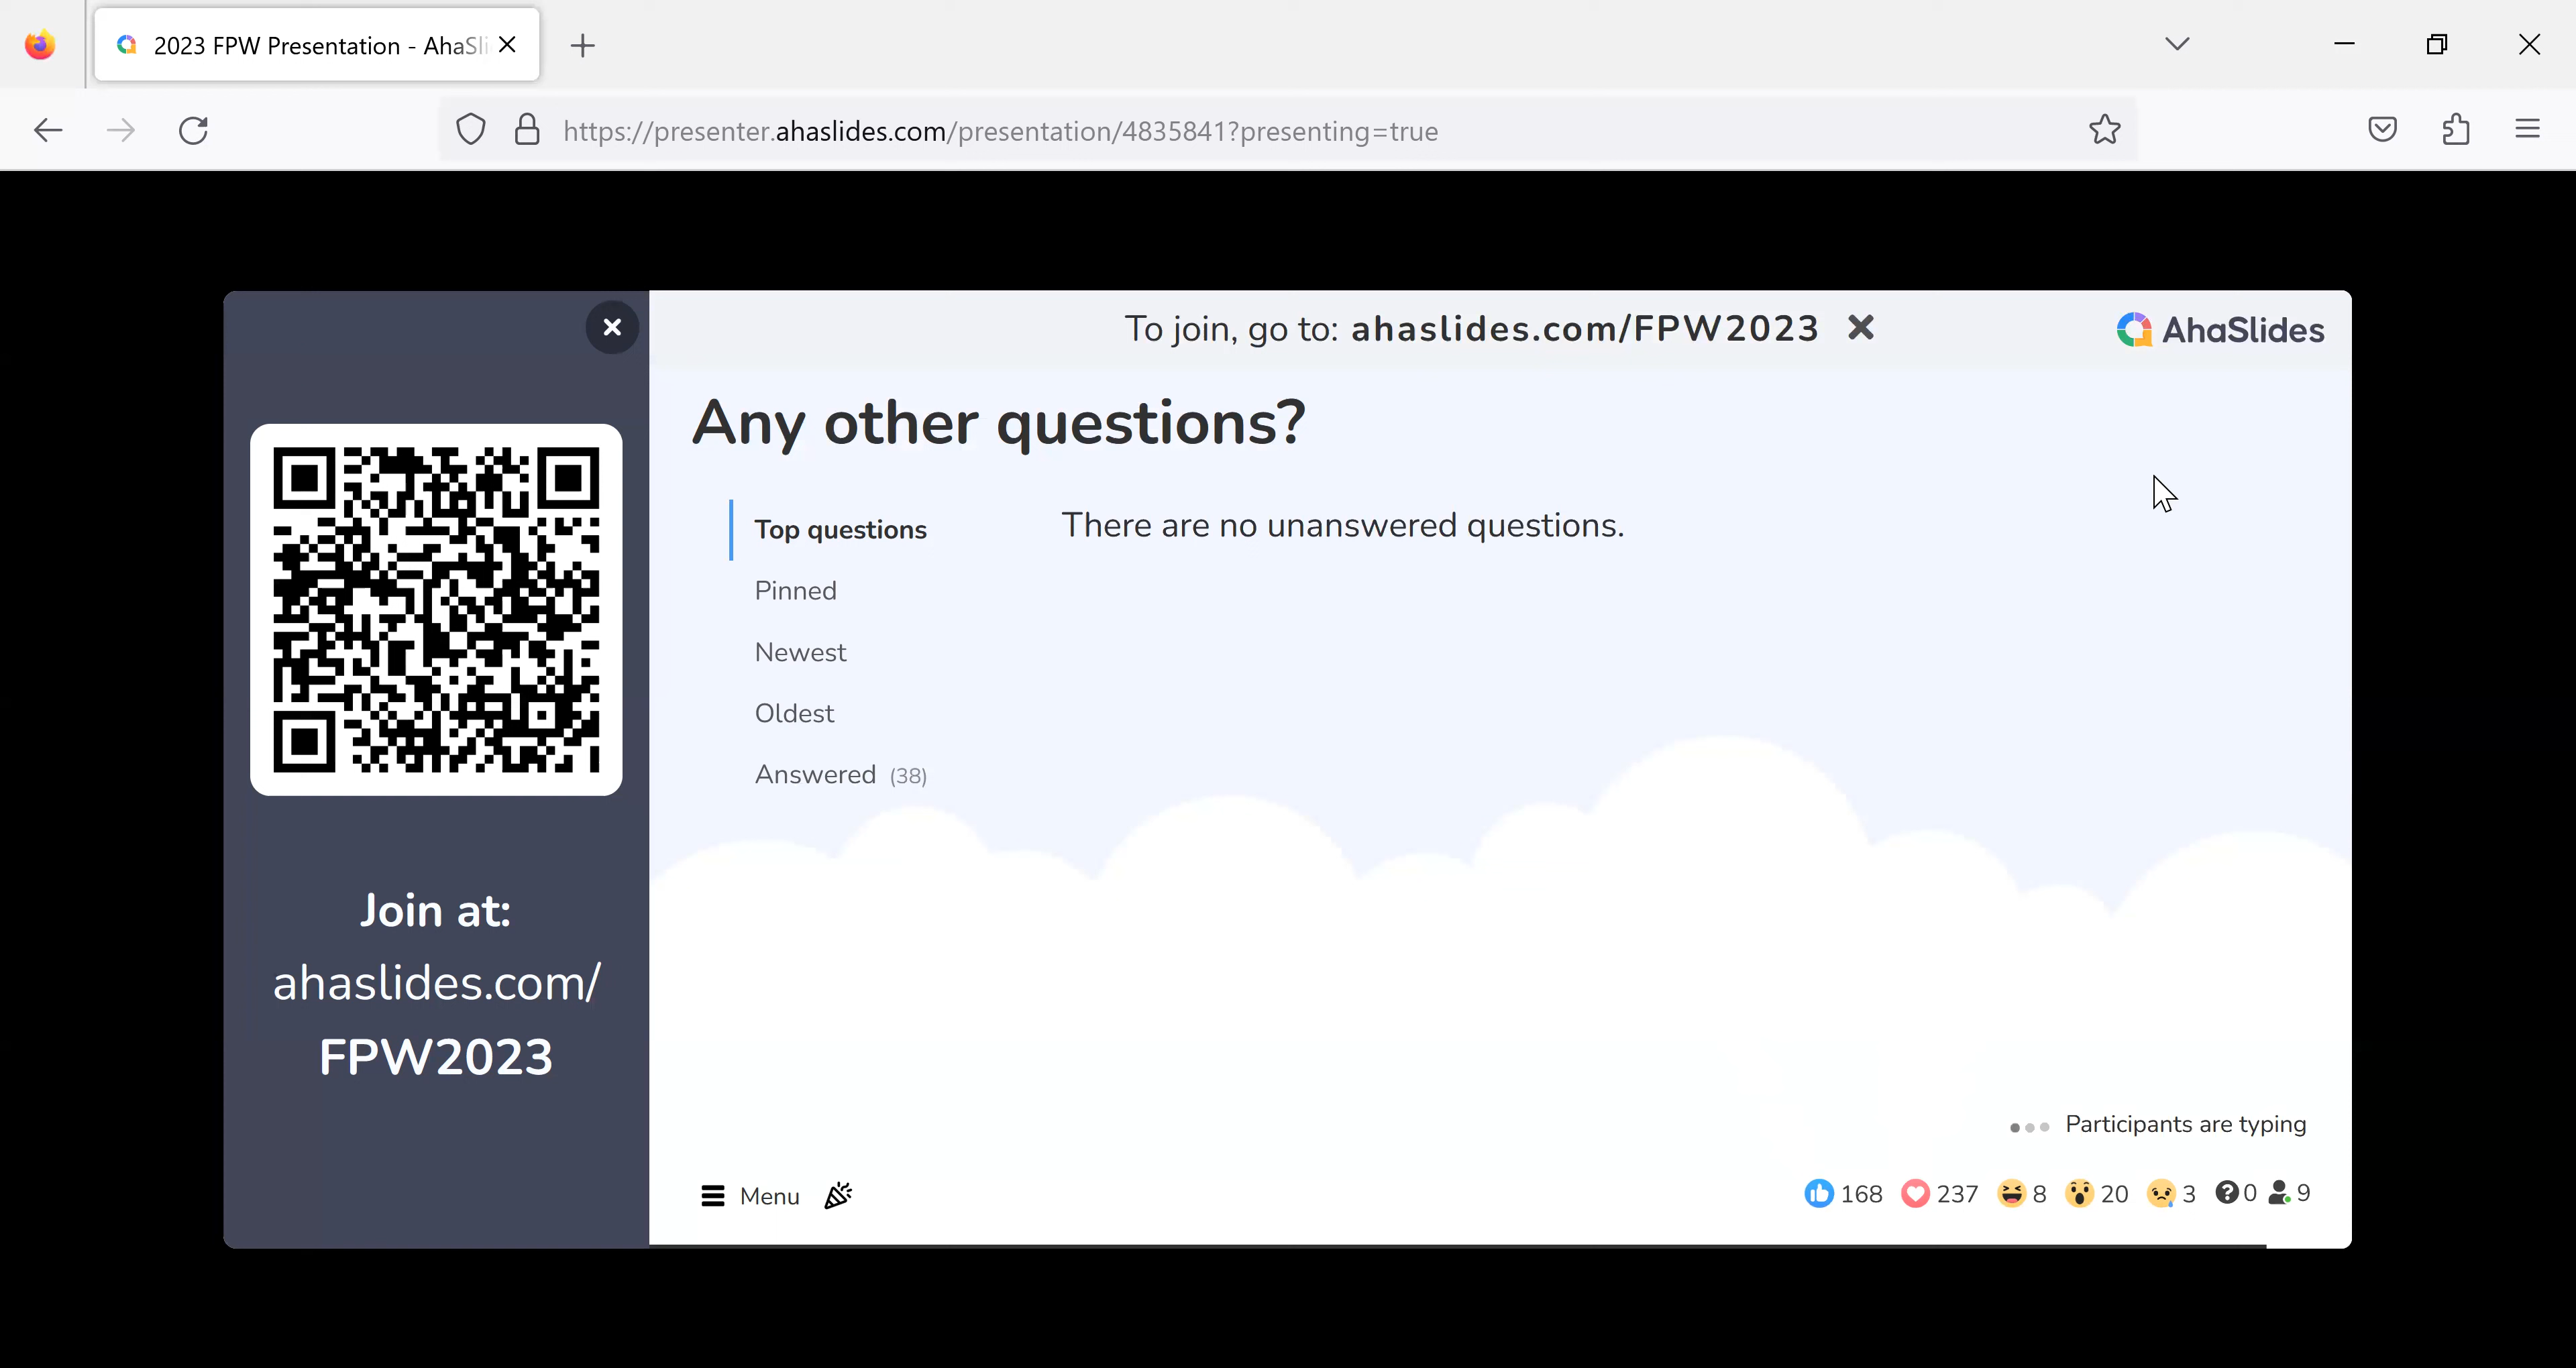 2023 FPW Presentation - AhaSli
https://presenter.ahaslides.com/presentation/4835841?presenting=true
To join, go to: ahaslides.com/FPW2023
AhaSlides
Any other questions?
Top questions
There are no unanswered questions.
Pinned
Newest
Oldest
Answered (38)
Join at:
ahaslides.com/
FPW2023
Participants are typing
Menu
168 237 8 20 3 0 9